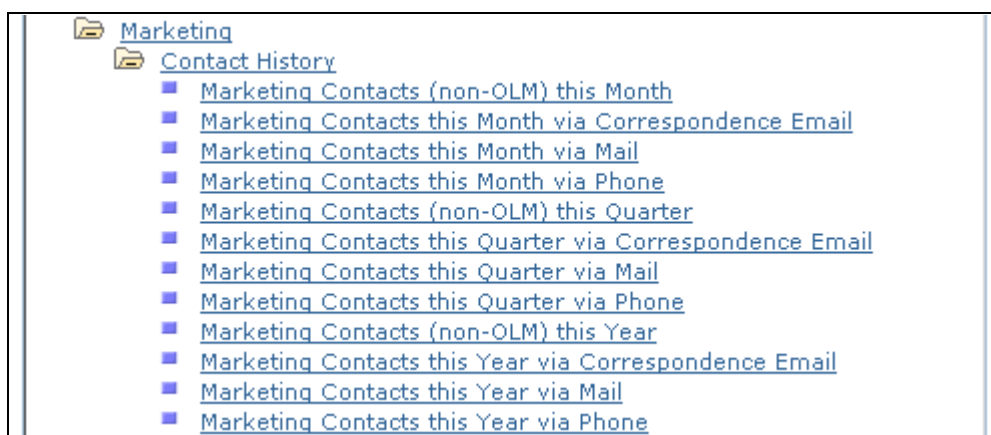 Marketing
Contact History
Marketing Contacts (non-OLM) this Month
Marketing Contacts this Month via Correspondence Email
Marketing Contacts this Month via Mail
Marketing Contacts this Month via Phone
Marketing Contacts (non-OLM) this Quarter
Marketing Contacts this Quarter via Correspondence Email
Marketing Contacts this Quarter via Mail
Marketing Contacts this Quarter via Phone
Marketing Contacts (non-OLM) this Year
Marketing Contacts this Year via Correspondence Email
Marketing Contacts this Year via Mail
Marketing Contacts this Year via Phone